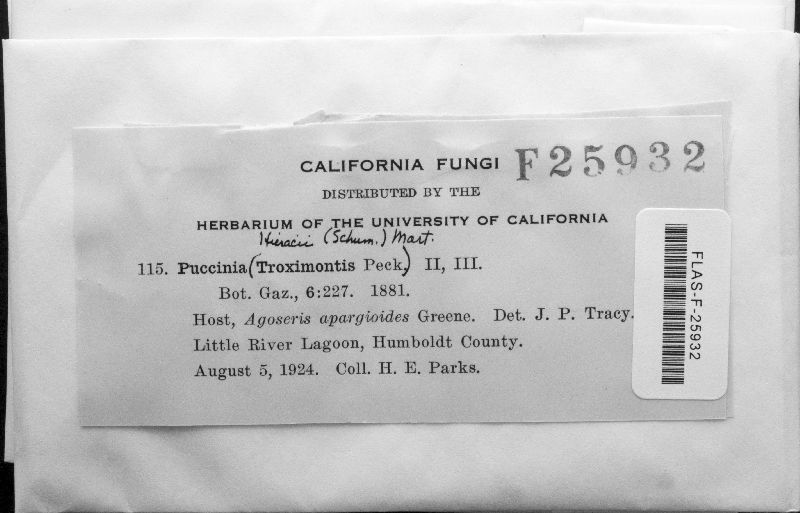 CALIFORNIA FUNGI F25932
DISTRIBUTED BY THE
HERBARIUM OF THE UNIVERSITY OF CALIFORNIA
Hieracii (Schum.) Mart.
115. Puccinia (Troximontis Peck.) II, III.
Bot. Gaz., 6:227. 1881.
Host, Agoseris apargioides Greene. Det. J. P. Tracy.
Little River Lagoon, Humboldt County.
August 5, 1924. Coll. H. E. Parks.
FLAS-F-25932